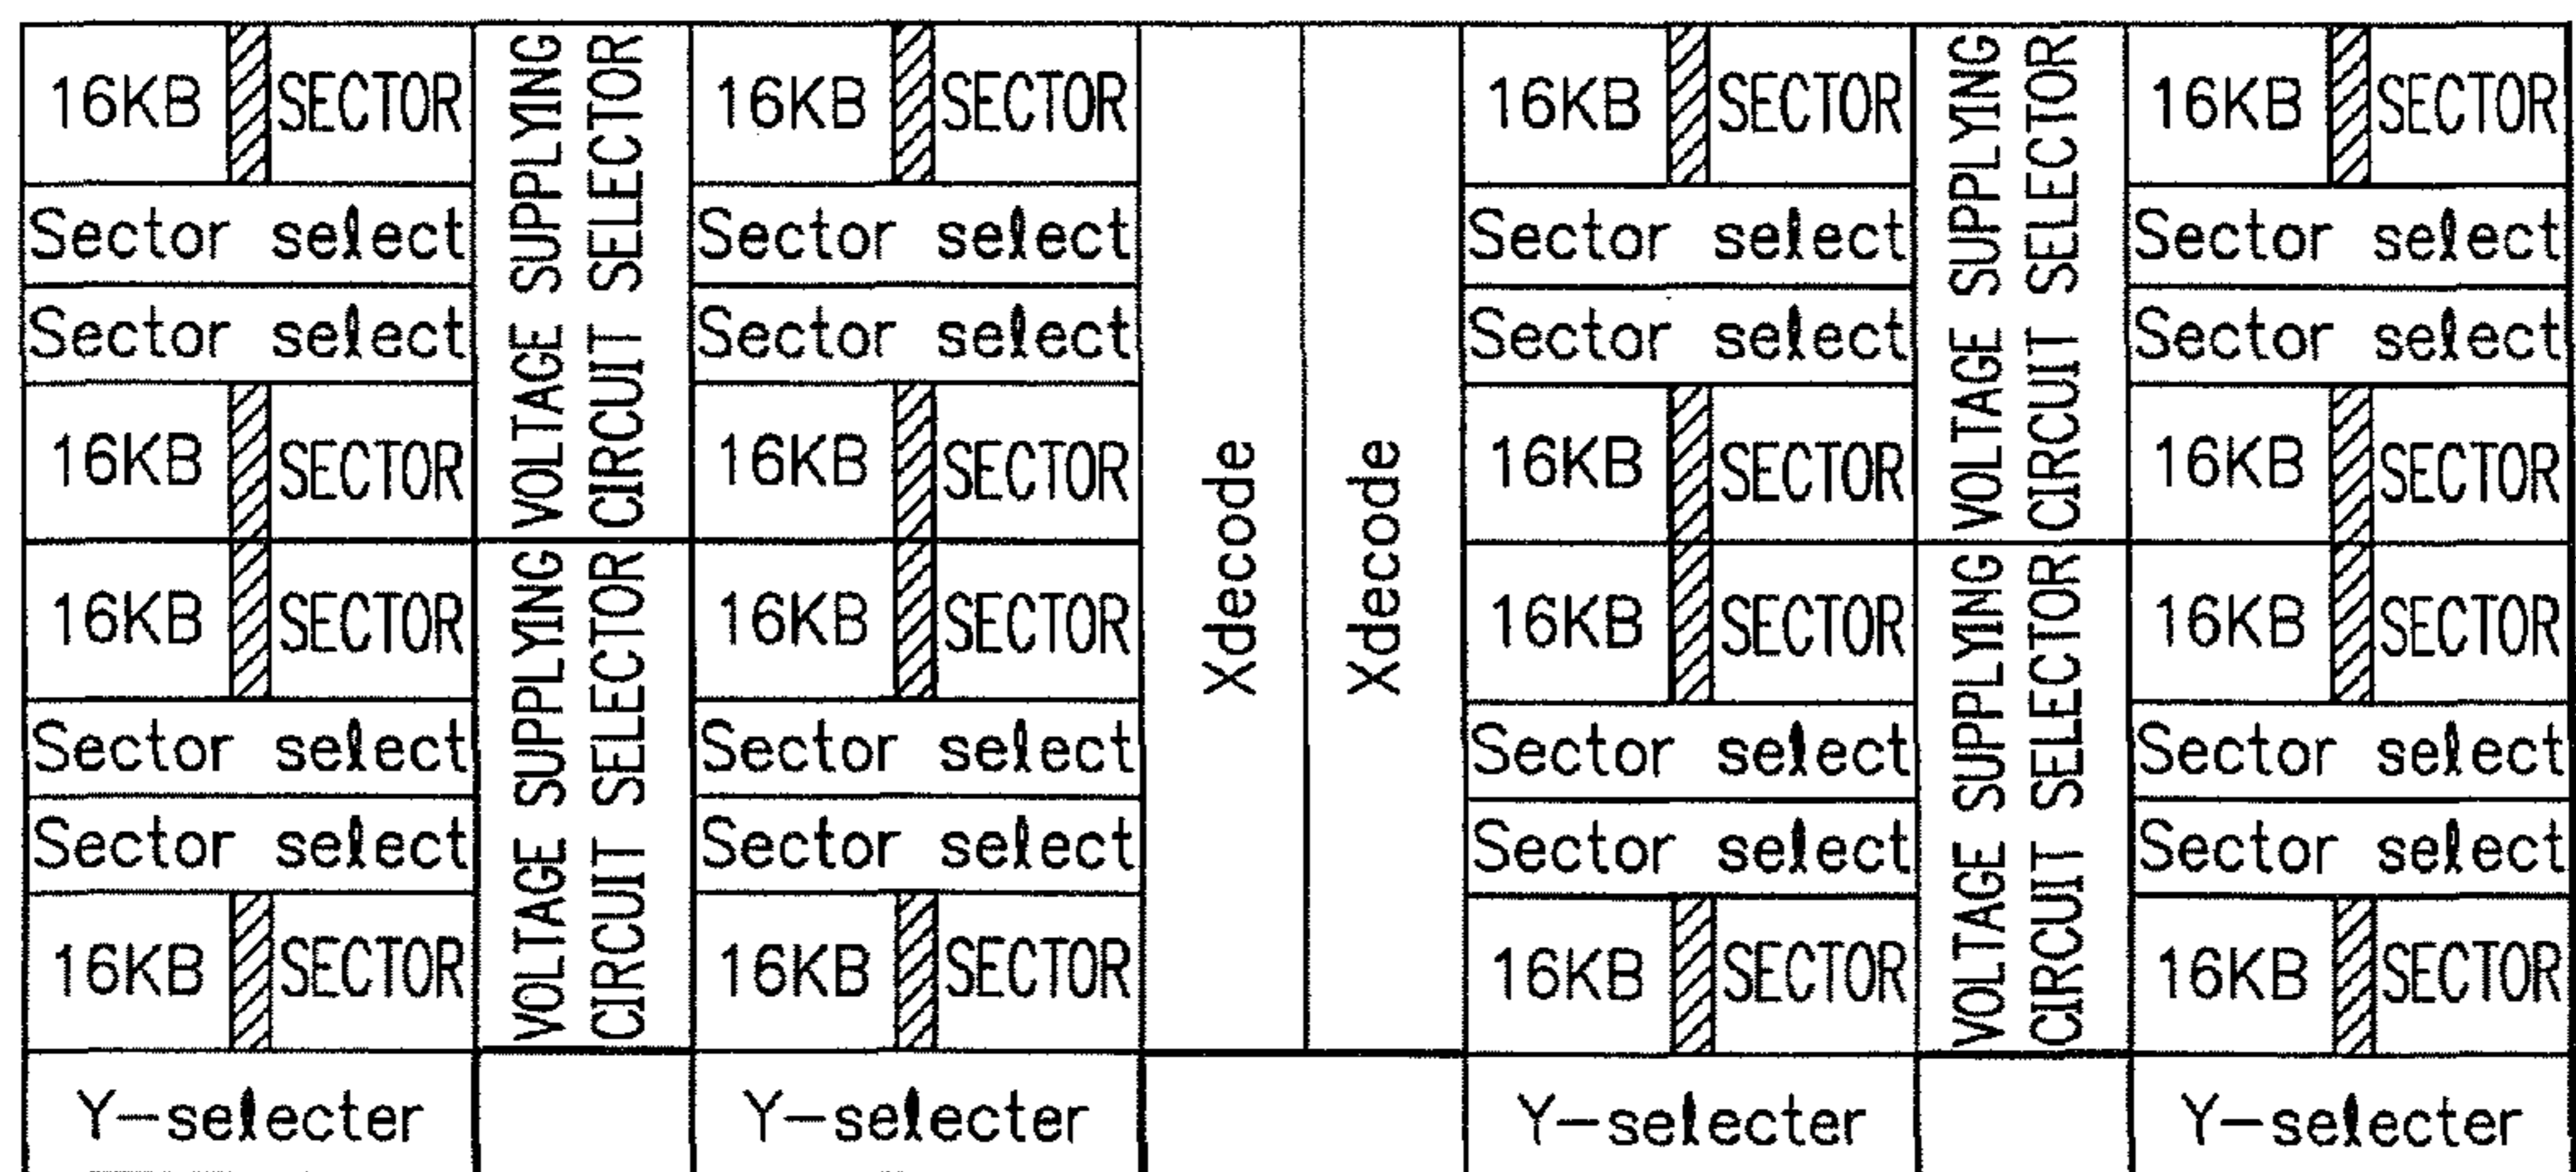 16KB SECTOR VOLTAGE SUPPLYING CIRCUIT SELECTOR 16KB SECTOR Xdecode Xdecode 16KB SECTOR VOLTAGE SUPPLYING CIRCUIT SELECTOR 16KB SECTOR
Sector select Sector select Sector select Sector select
Sector select Sector select Sector select Sector select
16KB SECTOR 16KB SECTOR 16KB SECTOR 16KB SECTOR
16KB SECTOR VOLTAGE SUPPLYING CIRCUIT SELECTOR 16KB SECTOR 16KB SECTOR VOLTAGE SUPPLYING CIRCUIT SELECTOR 16KB SECTOR
Sector select Sector select Sector select Sector select
Sector select Sector select Sector select Sector select
16KB SECTOR 16KB SECTOR 16KB SECTOR 16KB SECTOR
Y-selecter Y-selecter Y-selecter Y-selecter